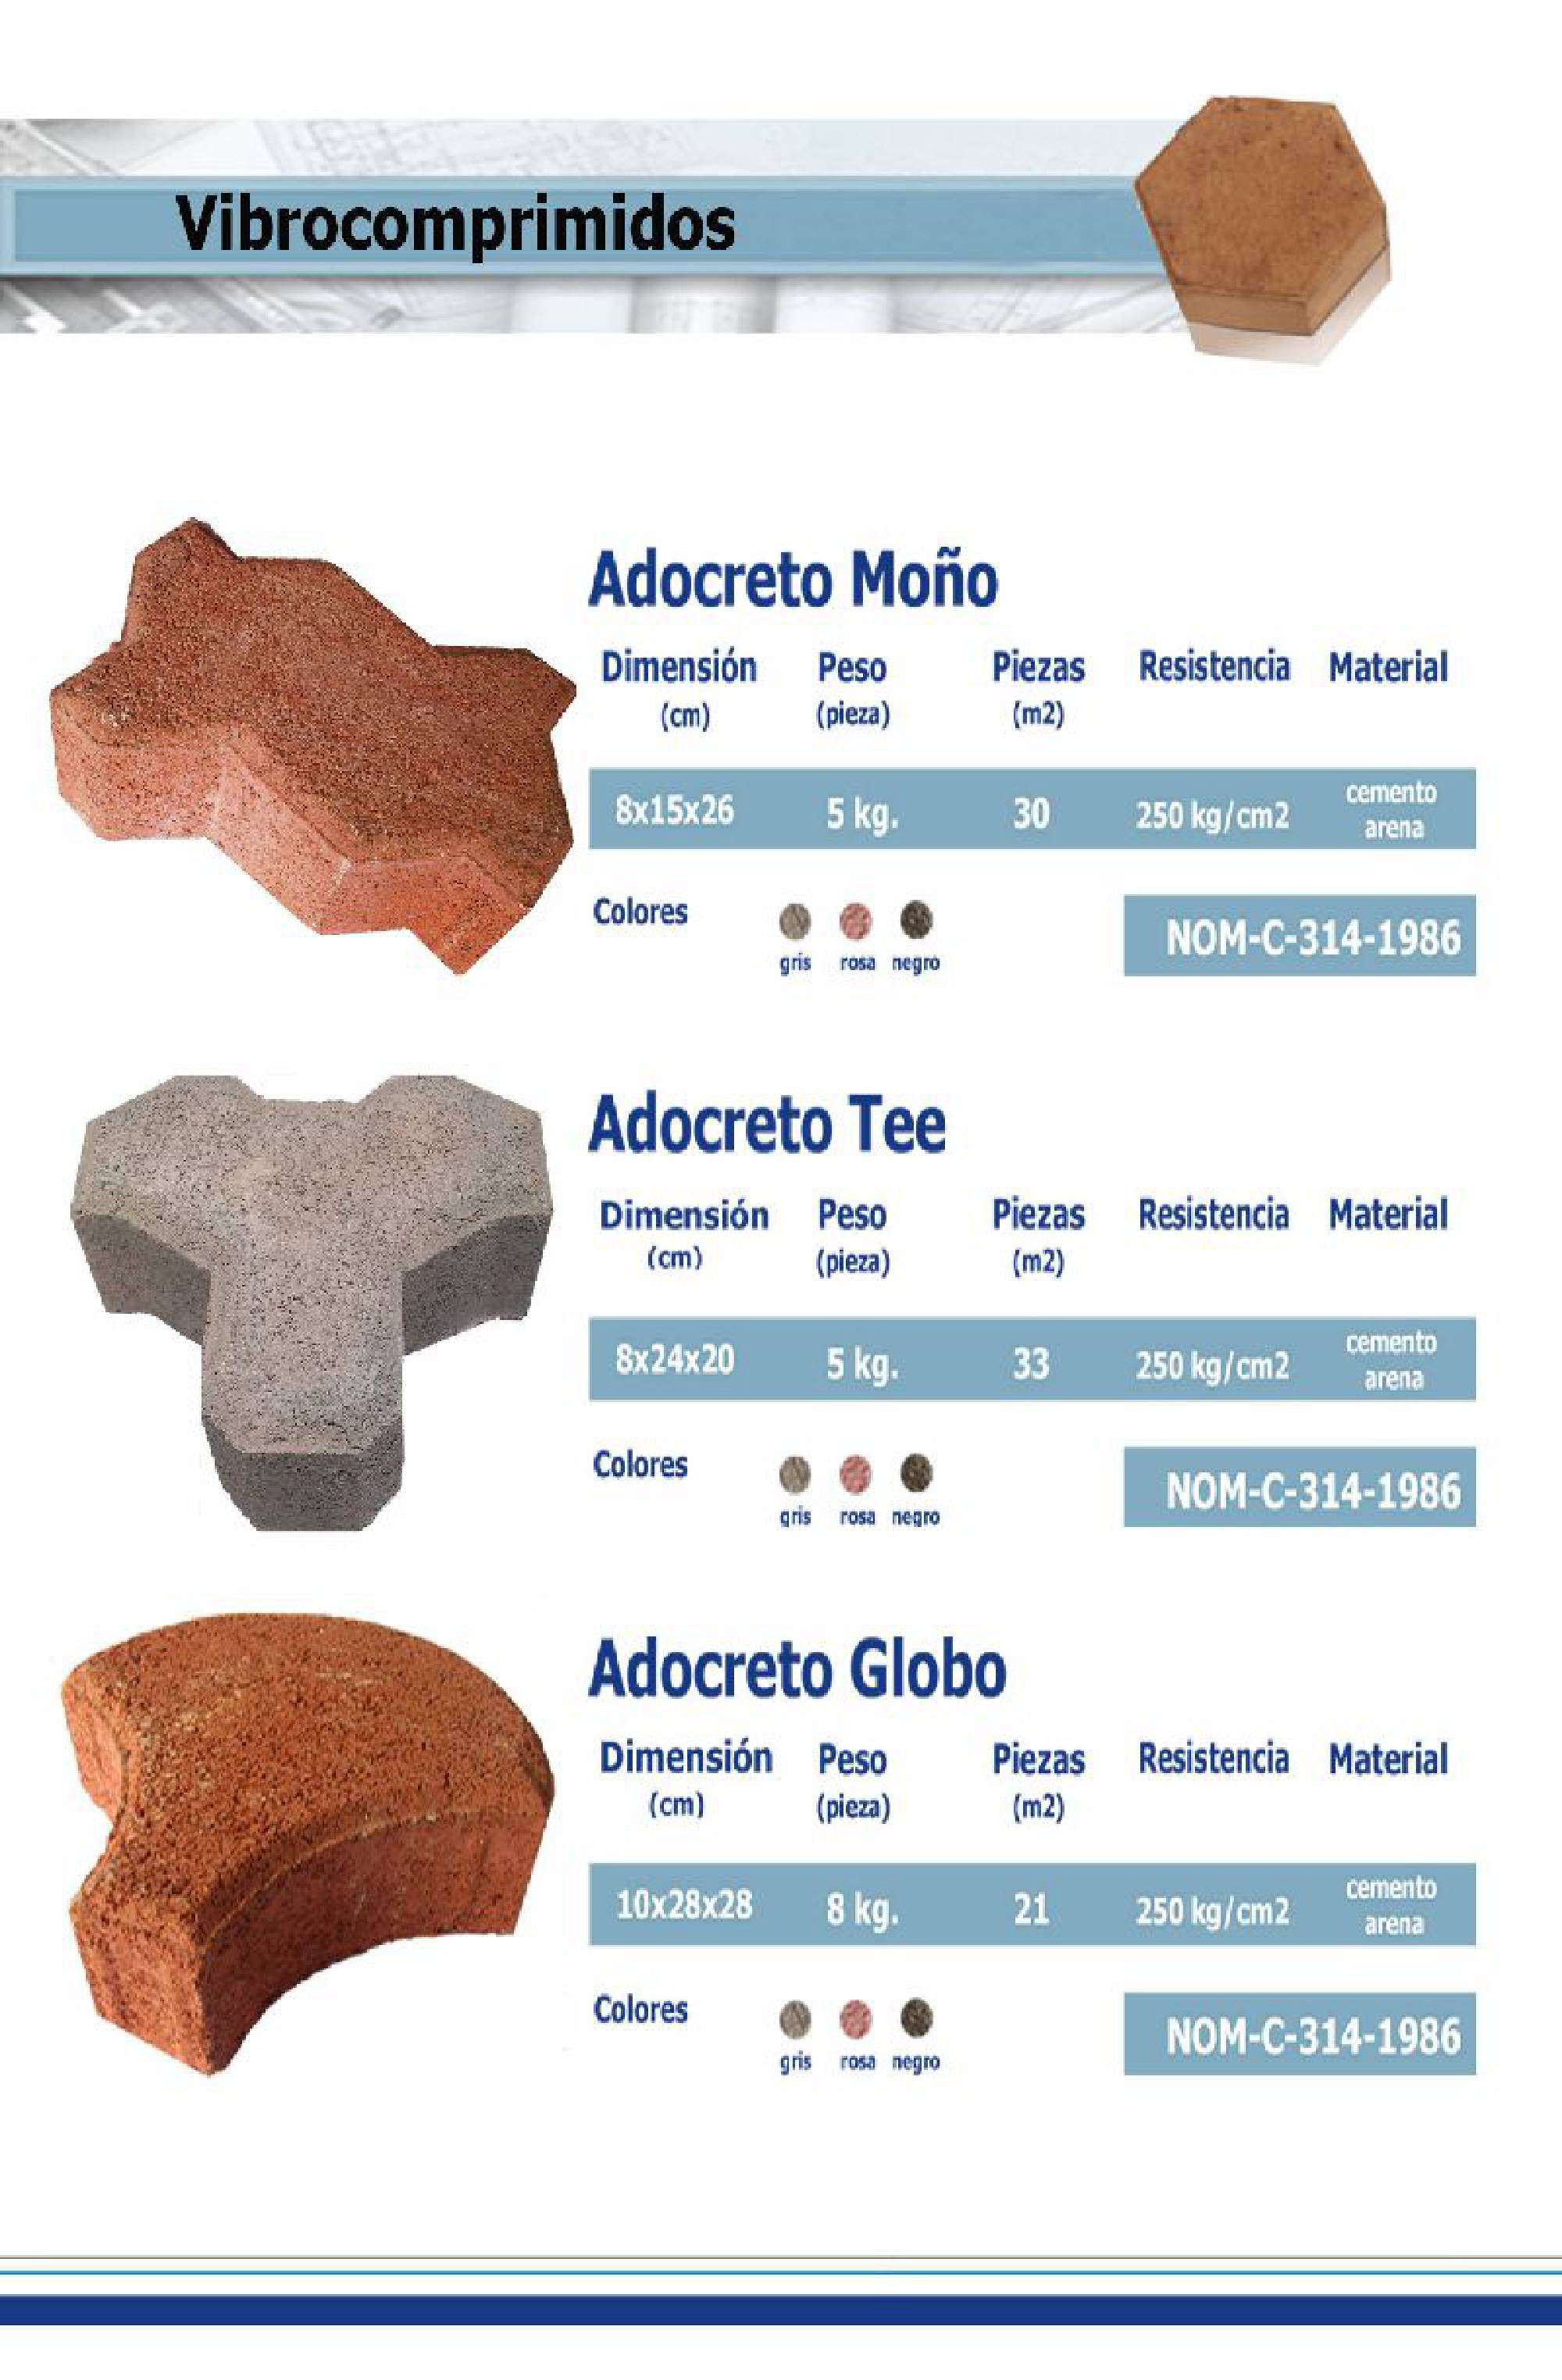 Vibrocomprimidos
Adocreto Moño
Dimensión Peso Piezas Resistencia Material
(cm) (pieza) (m2)
8x15x26 5 kg. 30 250 kg/cm2 cemento
arena
Colores
gris rosa negro
NOM-C-314-1986
Adocreto Tee
Dimensión Peso Piezas Resistencia Material
(cm) (pieza) (m2)
8x24x20 5 kg. 33 250 kg/cm2 cemento
arena
Colores
gris rosa negro
NOM-C-314-1986
Adocreto Globo
Dimensión Peso Piezas Resistencia Material
(cm) (pieza) (m2)
10x28x28 8 kg. 21 250 kg/cm2 cemento
arena
Colores
gris rosa negro
NOM-C-314-1986